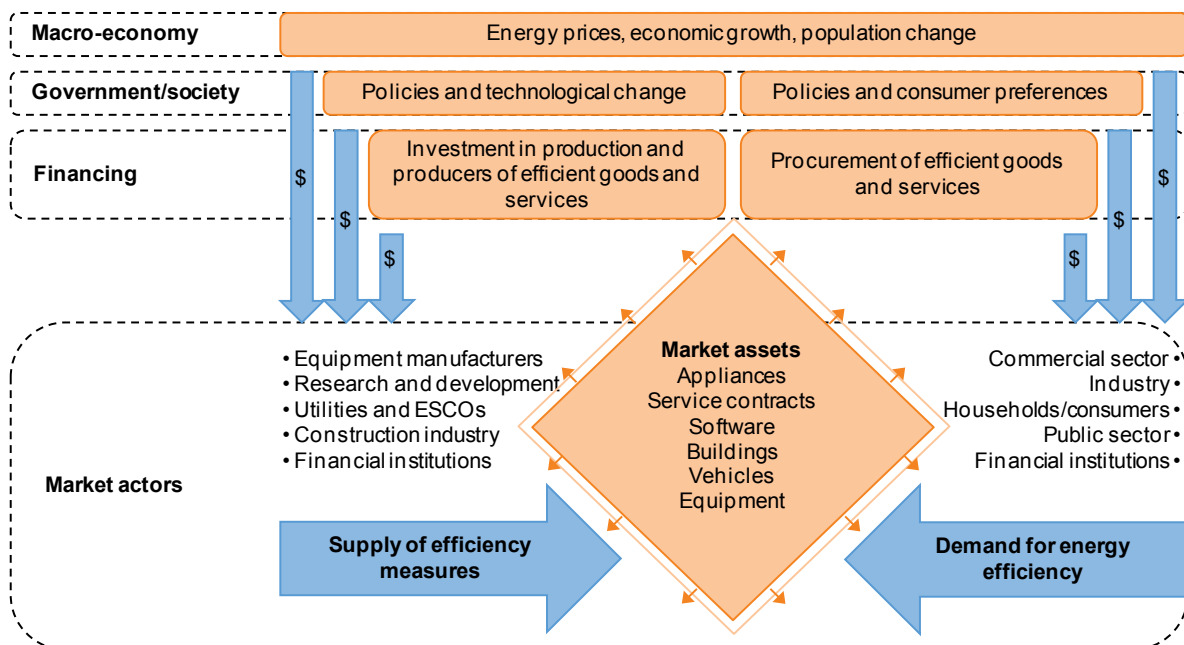 Macro-economy
Energy prices, economic growth, population change
Government/society
Policies and technological change
Policies and consumer preferences
Financing
Investment in production and
producers of efficient goods and
services
Procurement of efficient goods
and services
$
$
$
$
$
$
Market actors
• Equipment manufacturers
• Research and development
• Utilities and ESCOs
• Construction industry
• Financial institutions
Market assets
Appliances
Service contracts
Software
Buildings
Vehicles
Equipment
Commercial sector •
Industry •
Households/consumers •
Public sector •
Financial institutions •
Supply of efficiency
measures
Demand for energy
efficiency